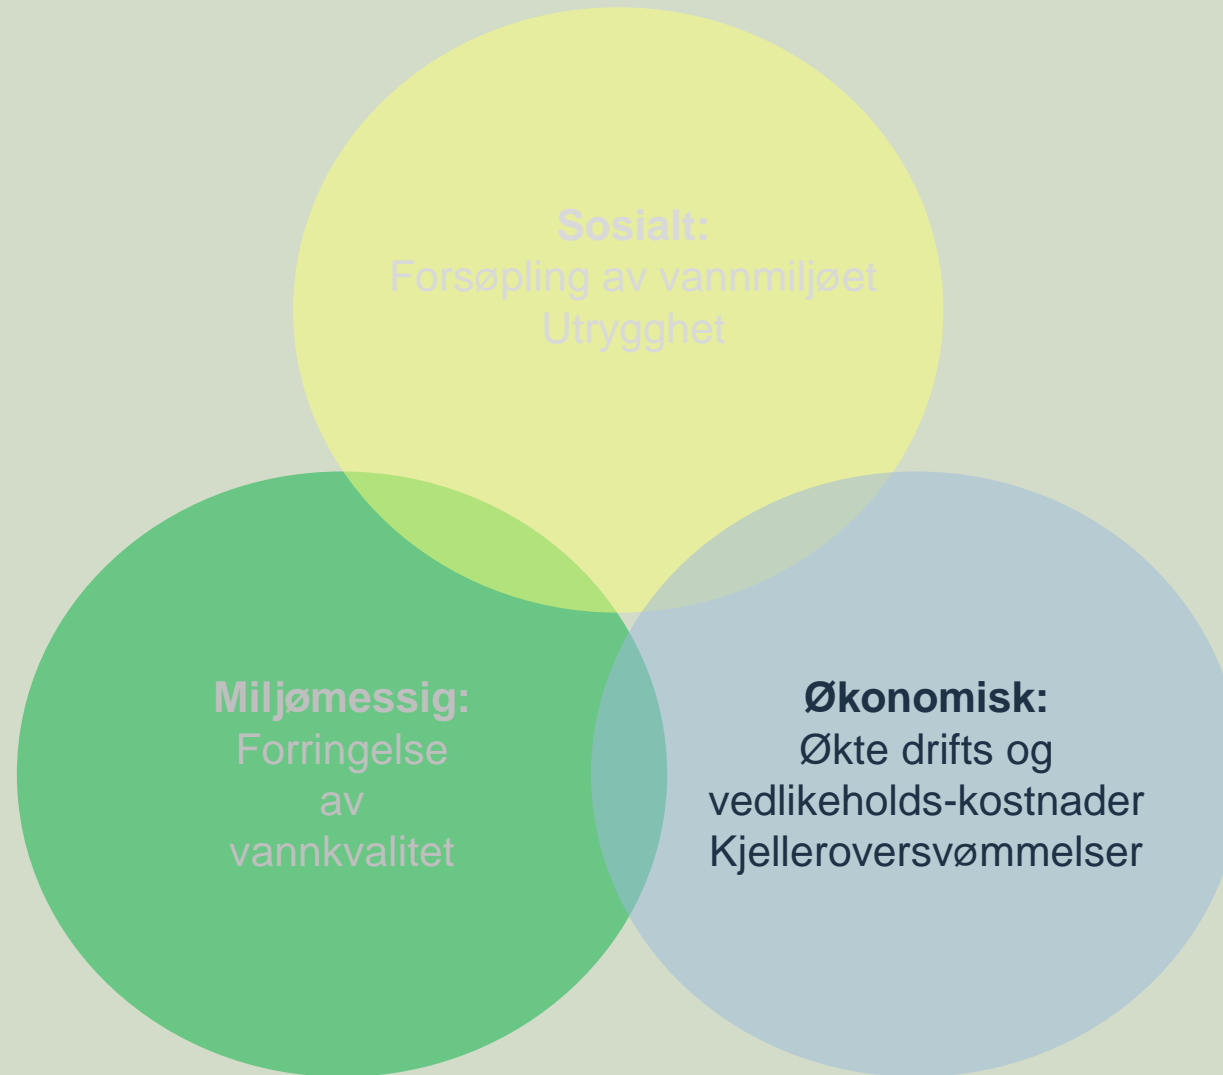 Sosialt:
Forsøpling av vannmiljøet
Utrygghet
Miljømessig:
Forringelse
av
vannkvalitet
Økonomisk:
Økte drifts og
vedlikeholds-kostnader
Kjelleroversvømmelser